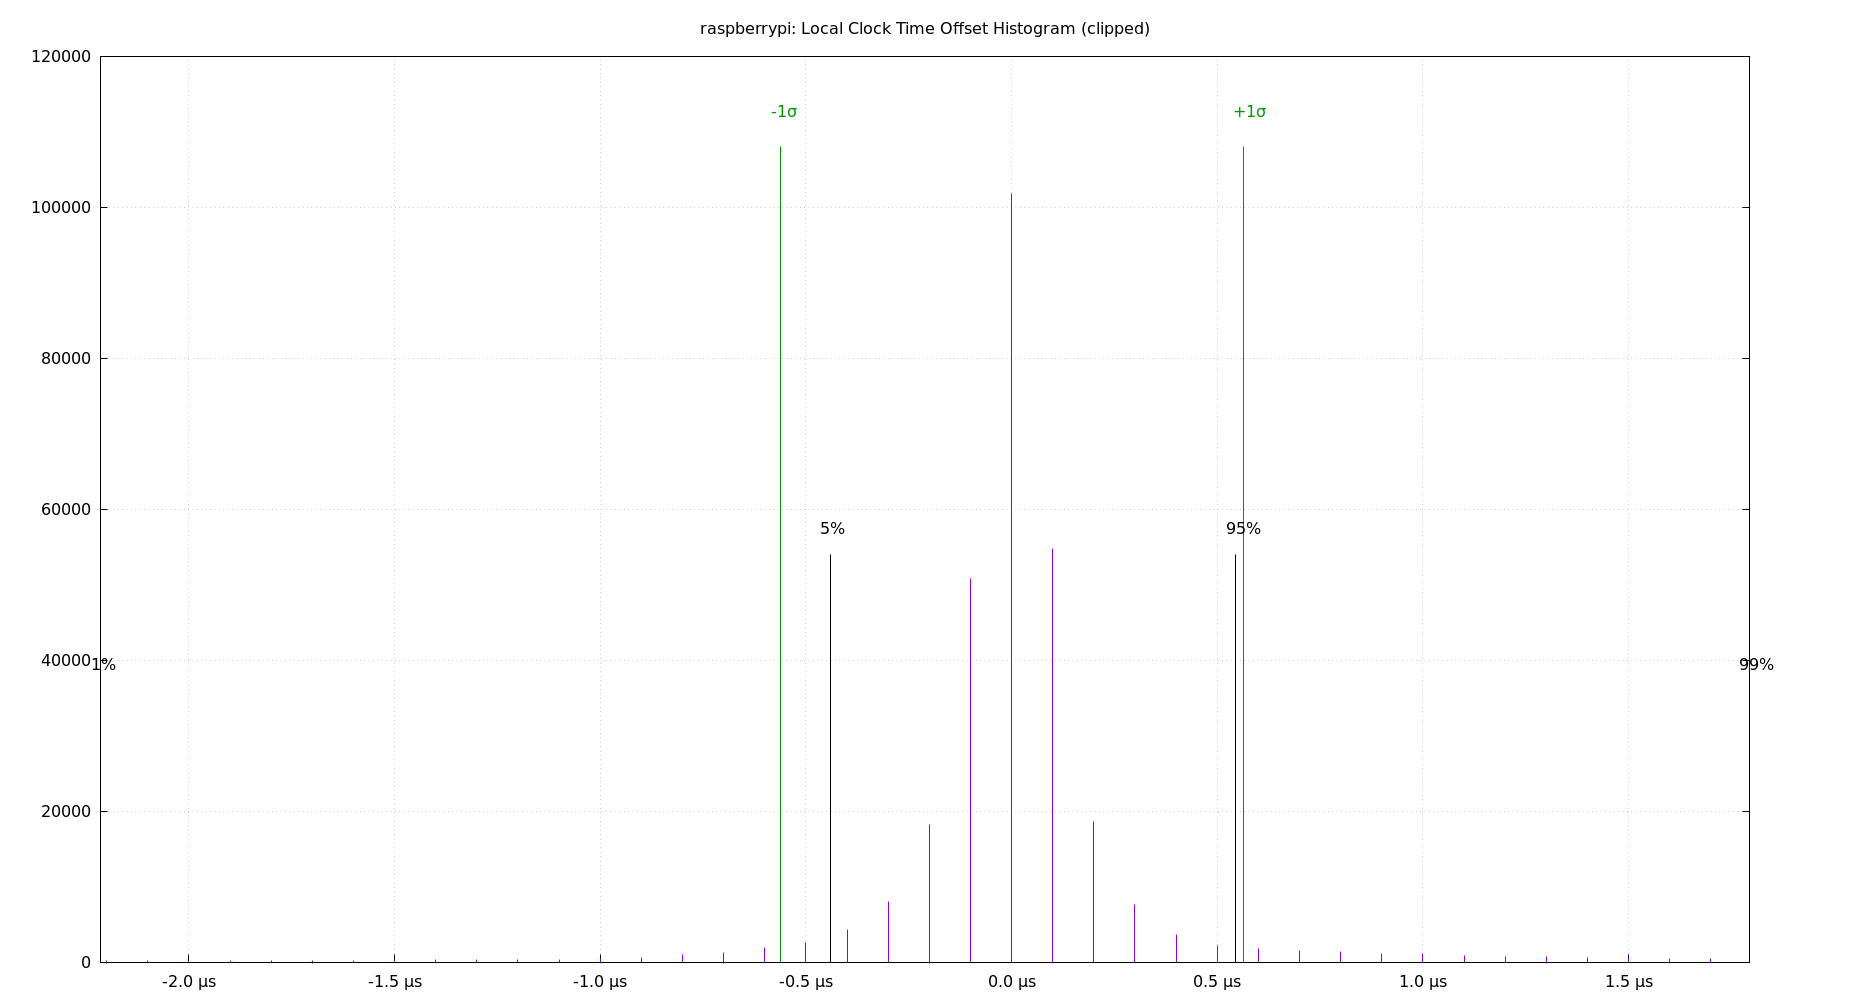 raspberrypi: Local Clock Time Offset Histogram (clipped)
120000
-1σ +1σ
100000
80000
60000
5% 95%
40000 1% 99%
20000
0
-2.0 µs -1.5 µs -1.0 µs -0.5 µs 0.0 µs 0.5 µs 1.0 µs 1.5 µs